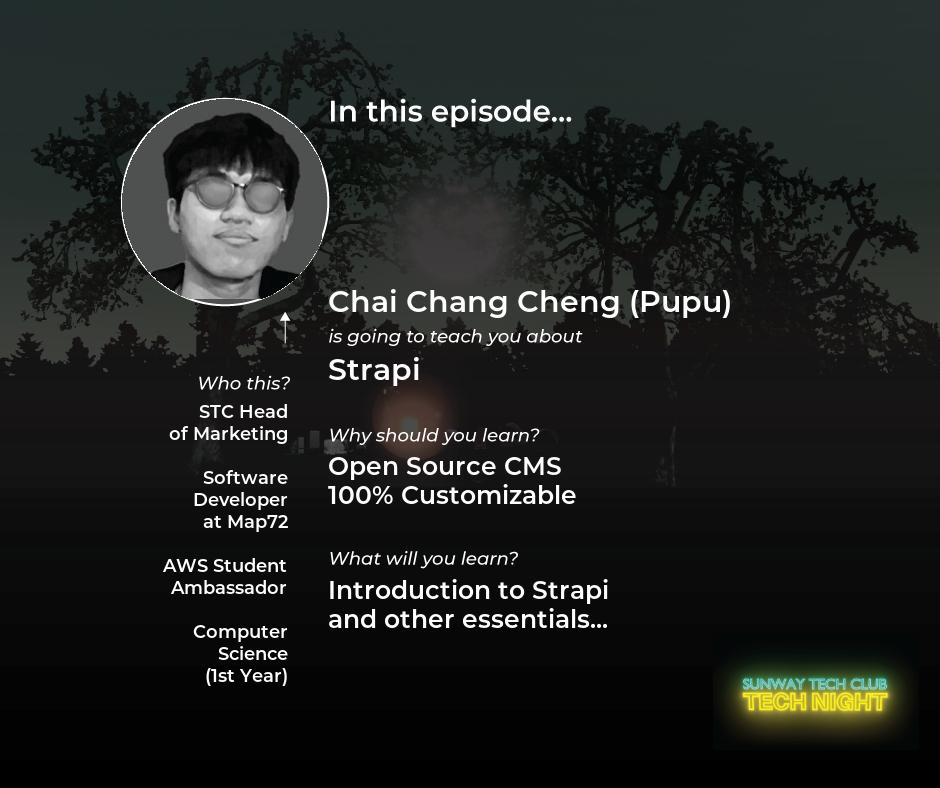 In this episode...
Chai Chang Cheng (Pupu)
is going to teach you about
Strapi
Who this?
STC Head
of Marketing
Software
Developer
at Map72
AWS Student
Ambassador
Computer
Science
(1st Year)
Why should you learn?
Open Source CMS
100% Customizable
What will you learn?
Introduction to Strapi
and other essentials...
SUNWAY TECH CLUB
TECH NIGHT